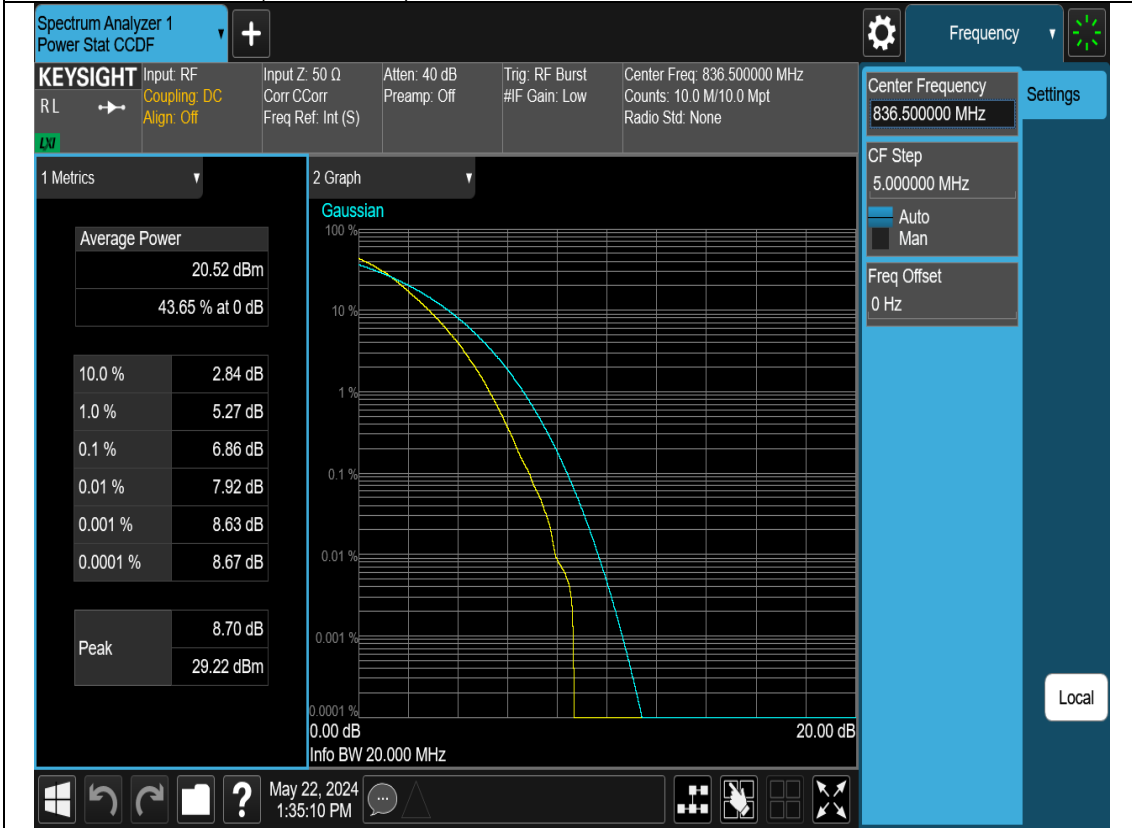 Spectrum Analyzer 1
Power Stat CCDF
+
Frequency
KEYSIGHT
RL
LXI
Input: RF
Coupling: DC
Align: Off
Input Z: 50 Ω
Corr CCorr
Freq Ref: Int (S)
Atten: 40 dB
Preamp: Off
Trig: RF Burst
#IF Gain: Low
Center Freq: 836.500000 MHz
Counts: 10.0 M/10.0 Mpt
Radio Std: None
Center Frequency
836.500000 MHz
Settings
CF Step
5.000000 MHz
Auto
Man
Freq Offset
0 Hz
1 Metrics
Average Power
20.52 dBm
43.65 % at 0 dB
10.0 % 2.84 dB
1.0 % 5.27 dB
0.1 % 6.86 dB
0.01 % 7.92 dB
0.001 % 8.63 dB
0.0001 % 8.67 dB
Peak
8.70 dB
29.22 dBm
2 Graph
Gaussian
100 %
10 %
1 %
0.1 %
0.01 %
0.001 %
0.0001 %
0.00 dB 20.00 dB
Info BW 20.000 MHz
Local
?
May 22, 2024
1:35:10 PM